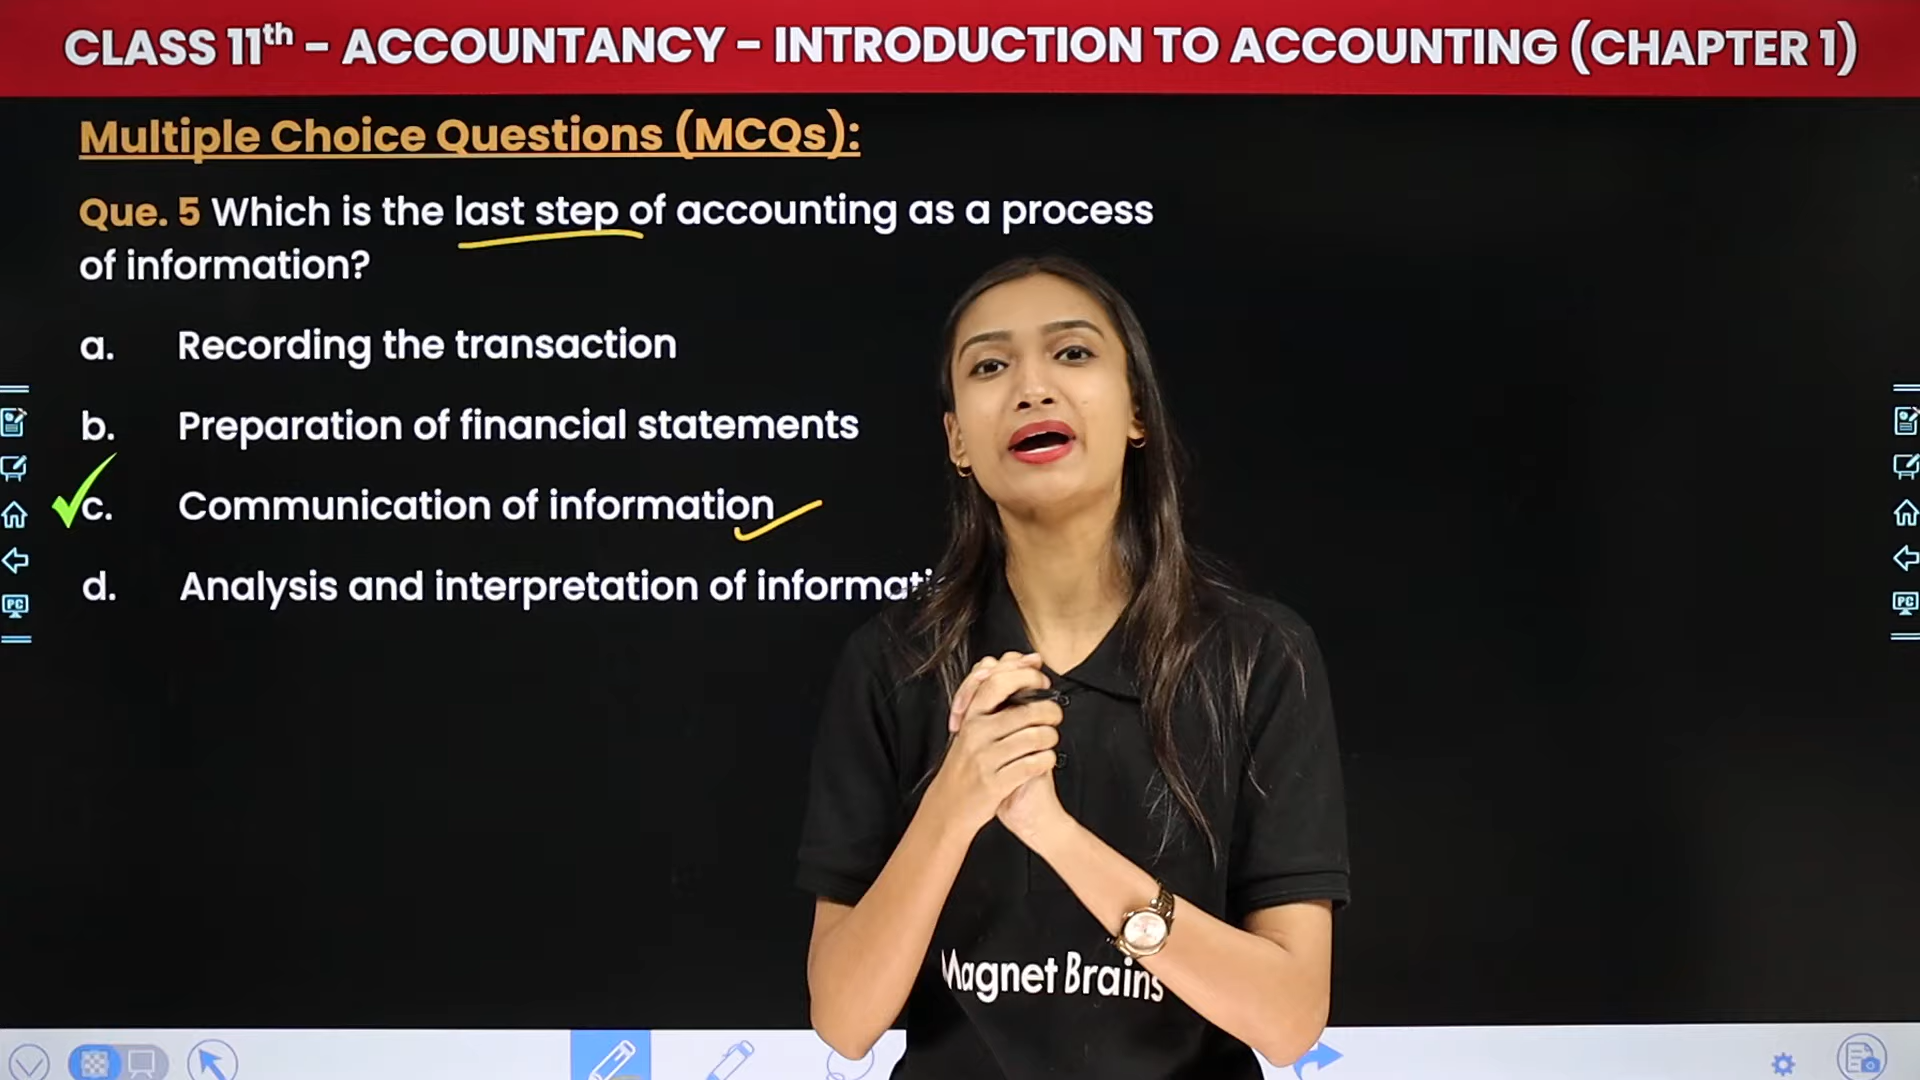 CLASS 11th - ACCOUNTANCY - INTRODUCTION TO ACCOUNTING (CHAPTER 1)
Multiple Choice Questions (MCQs):
Que. 5 Which is the last step of accounting as a process
of information?
a. Recording the transaction
b. Preparation of financial statements
c. Communication of information
d. Analysis and interpretation of
Magnet Brains
PC
PC